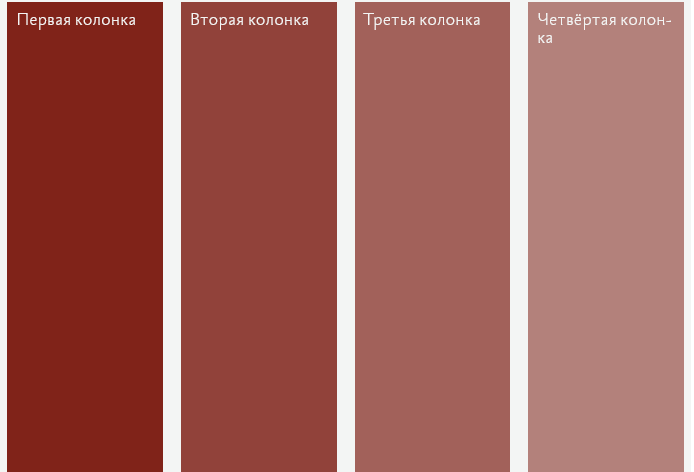 Первая колонка
Вторая колонка
Третья колонка
Четвёртая колон-
ка